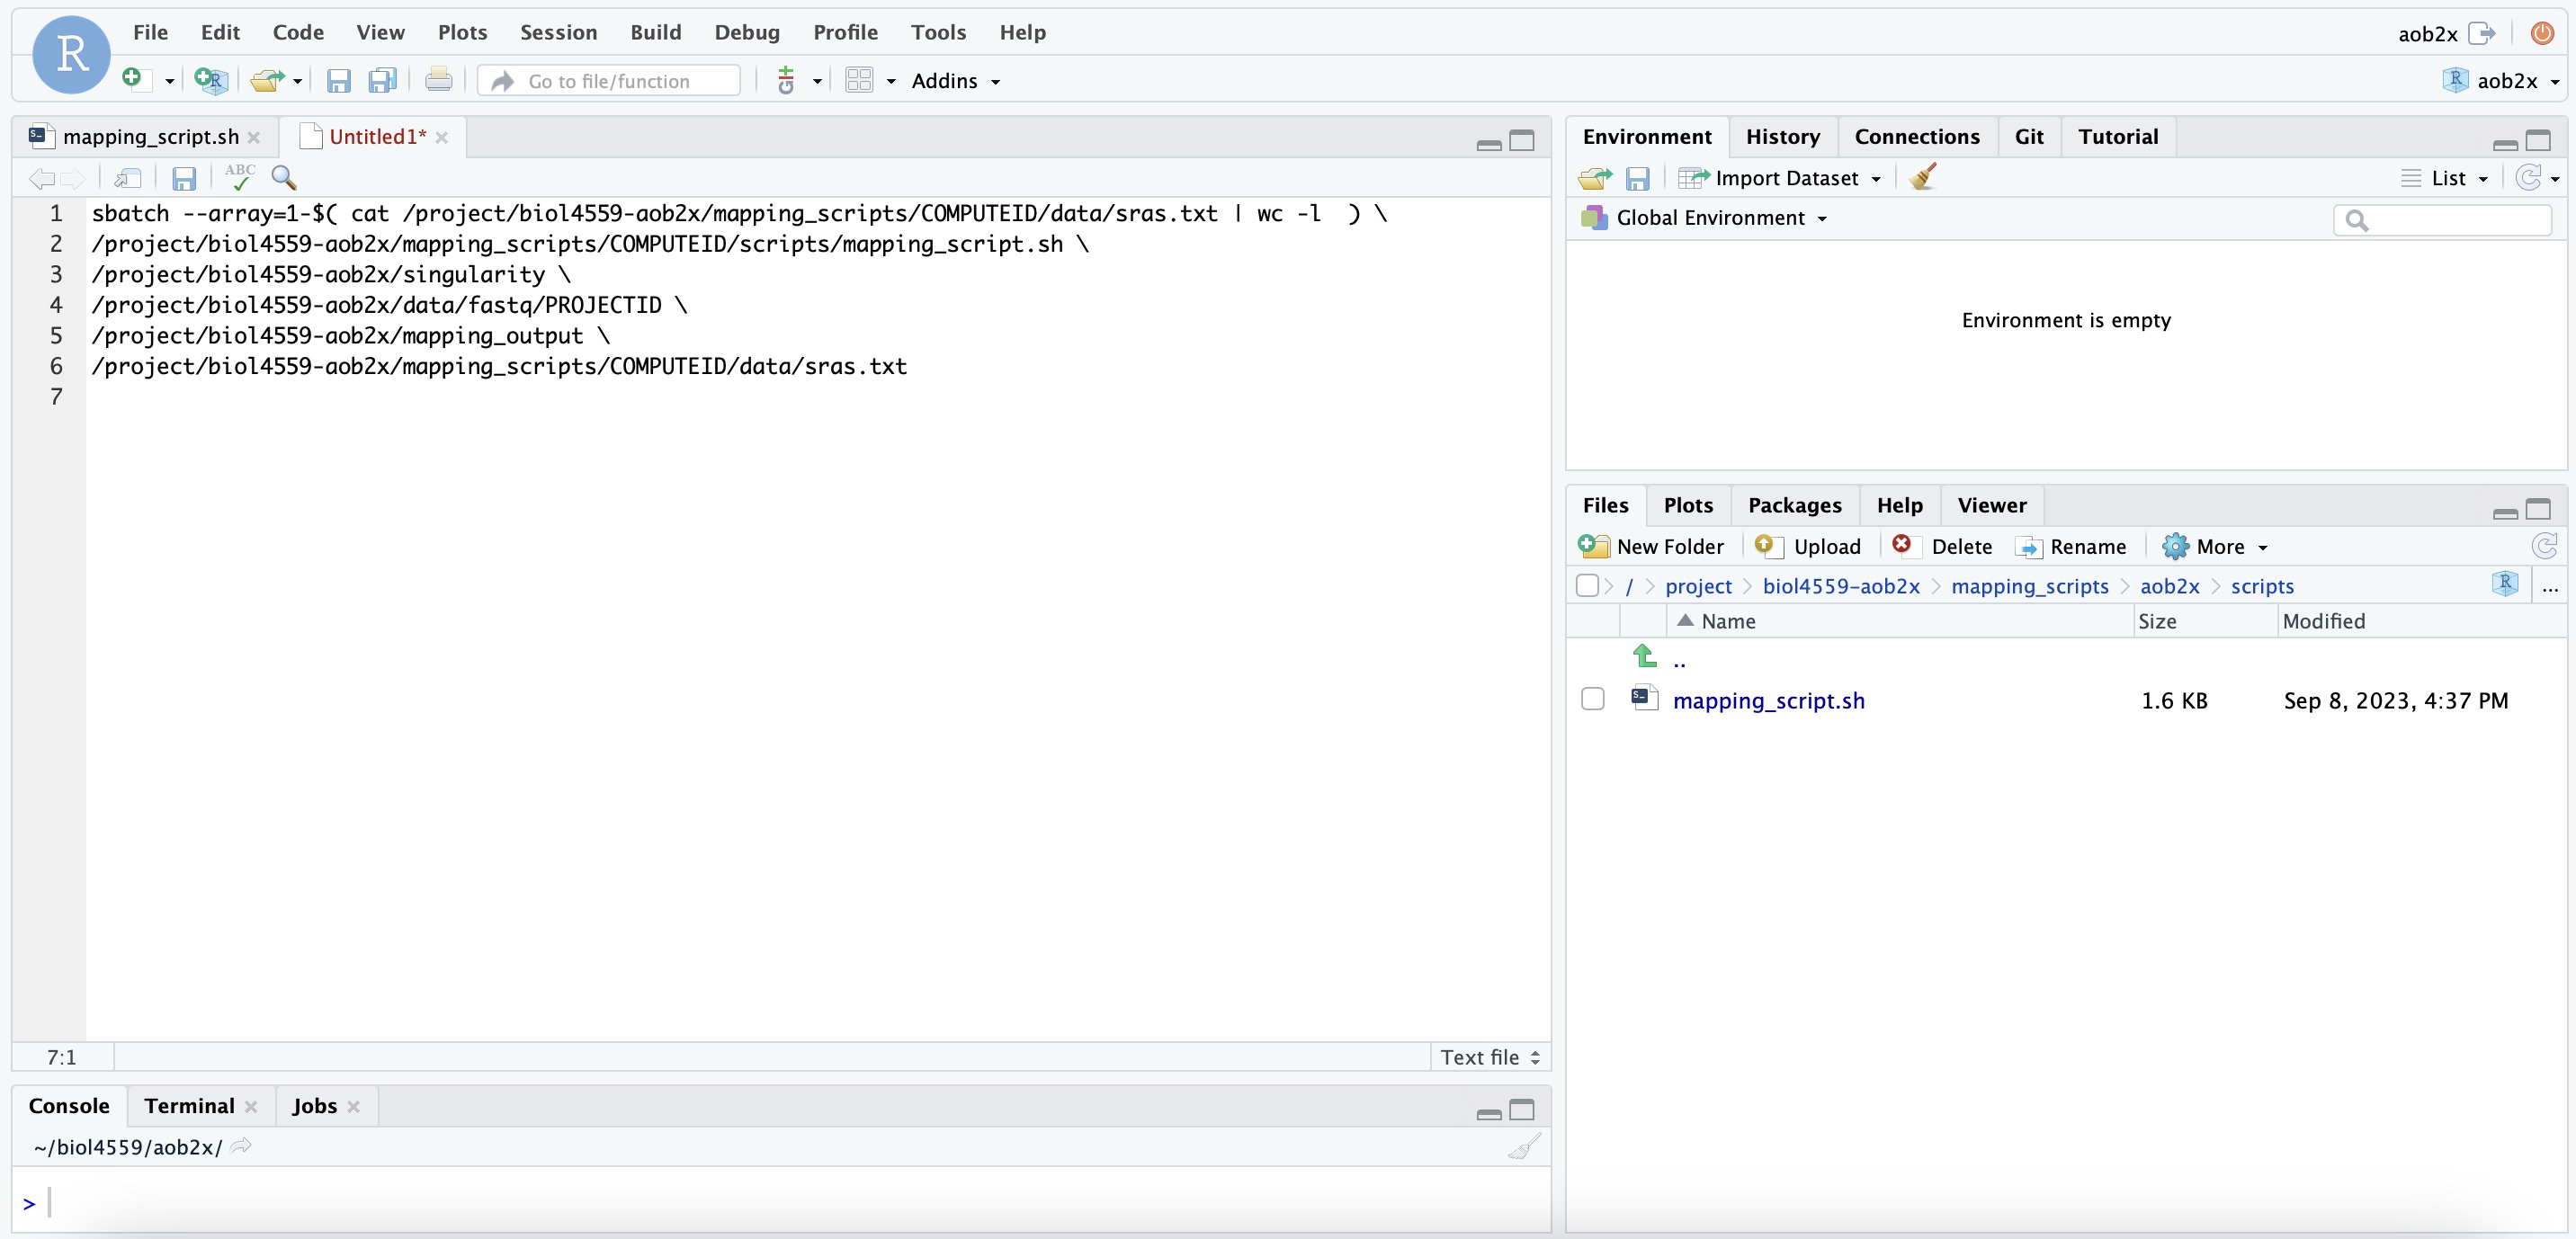 R File Edit Code View Plots Session Build Debug Profile Tools Help aob2x
Go to file/function Addins R aob2x
mapping_script.sh Untitled1*
ABC
1 sbatch --array=1-$( cat /project/biol4559-aob2x/mapping_scripts/COMPUTEID/data/sras.txt | wc -l  ) \
2 /project/biol4559-aob2x/mapping_scripts/COMPUTEID/scripts/mapping_script.sh \
3 /project/biol4559-aob2x/singularity \
4 /project/biol4559-aob2x/data/fastq/PROJECTID \
5 /project/biol4559-aob2x/mapping_output \
6 /project/biol4559-aob2x/mapping_scripts/COMPUTEID/data/sras.txt
7
7:1 Text file
Console Terminal Jobs
~/biol4559/aob2x/
>
Environment History Connections Git Tutorial
Import Dataset List
Global Environment
Environment is empty
Files Plots Packages Help Viewer
New Folder Upload Delete Rename More
/ project biol4559-aob2x mapping_scripts aob2x scripts R ...
Name Size Modified
..
mapping_script.sh 1.6 KB Sep 8, 2023, 4:37 PM